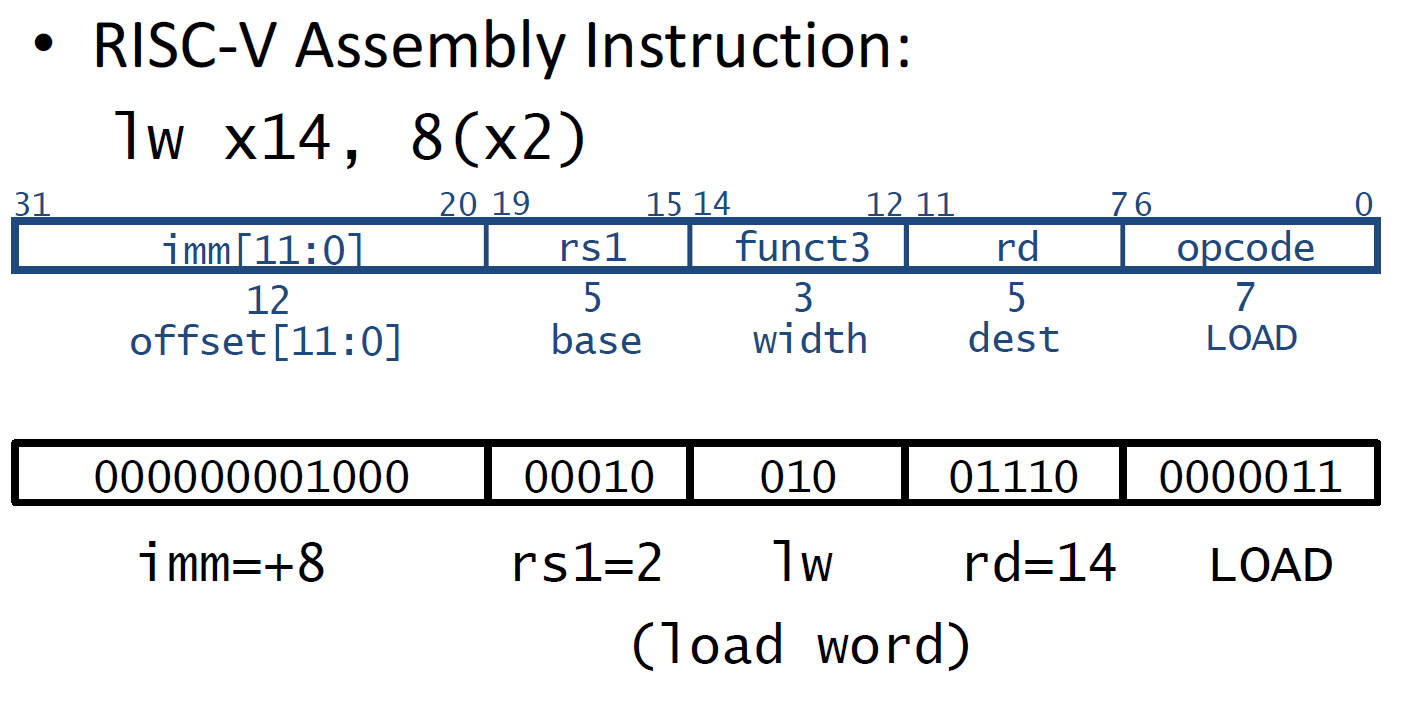 • RISC-V Assembly Instruction:
lw x14, 8(x2)
31 20 19 15 14 12 11 7 6 0
imm[11:0] rs1 funct3 rd opcode
12 5 3 5 7
offset[11:0] base width dest LOAD
000000001000 00010 010 01110 0000011
imm=+8 rs1=2 lw rd=14 LOAD
(load word)